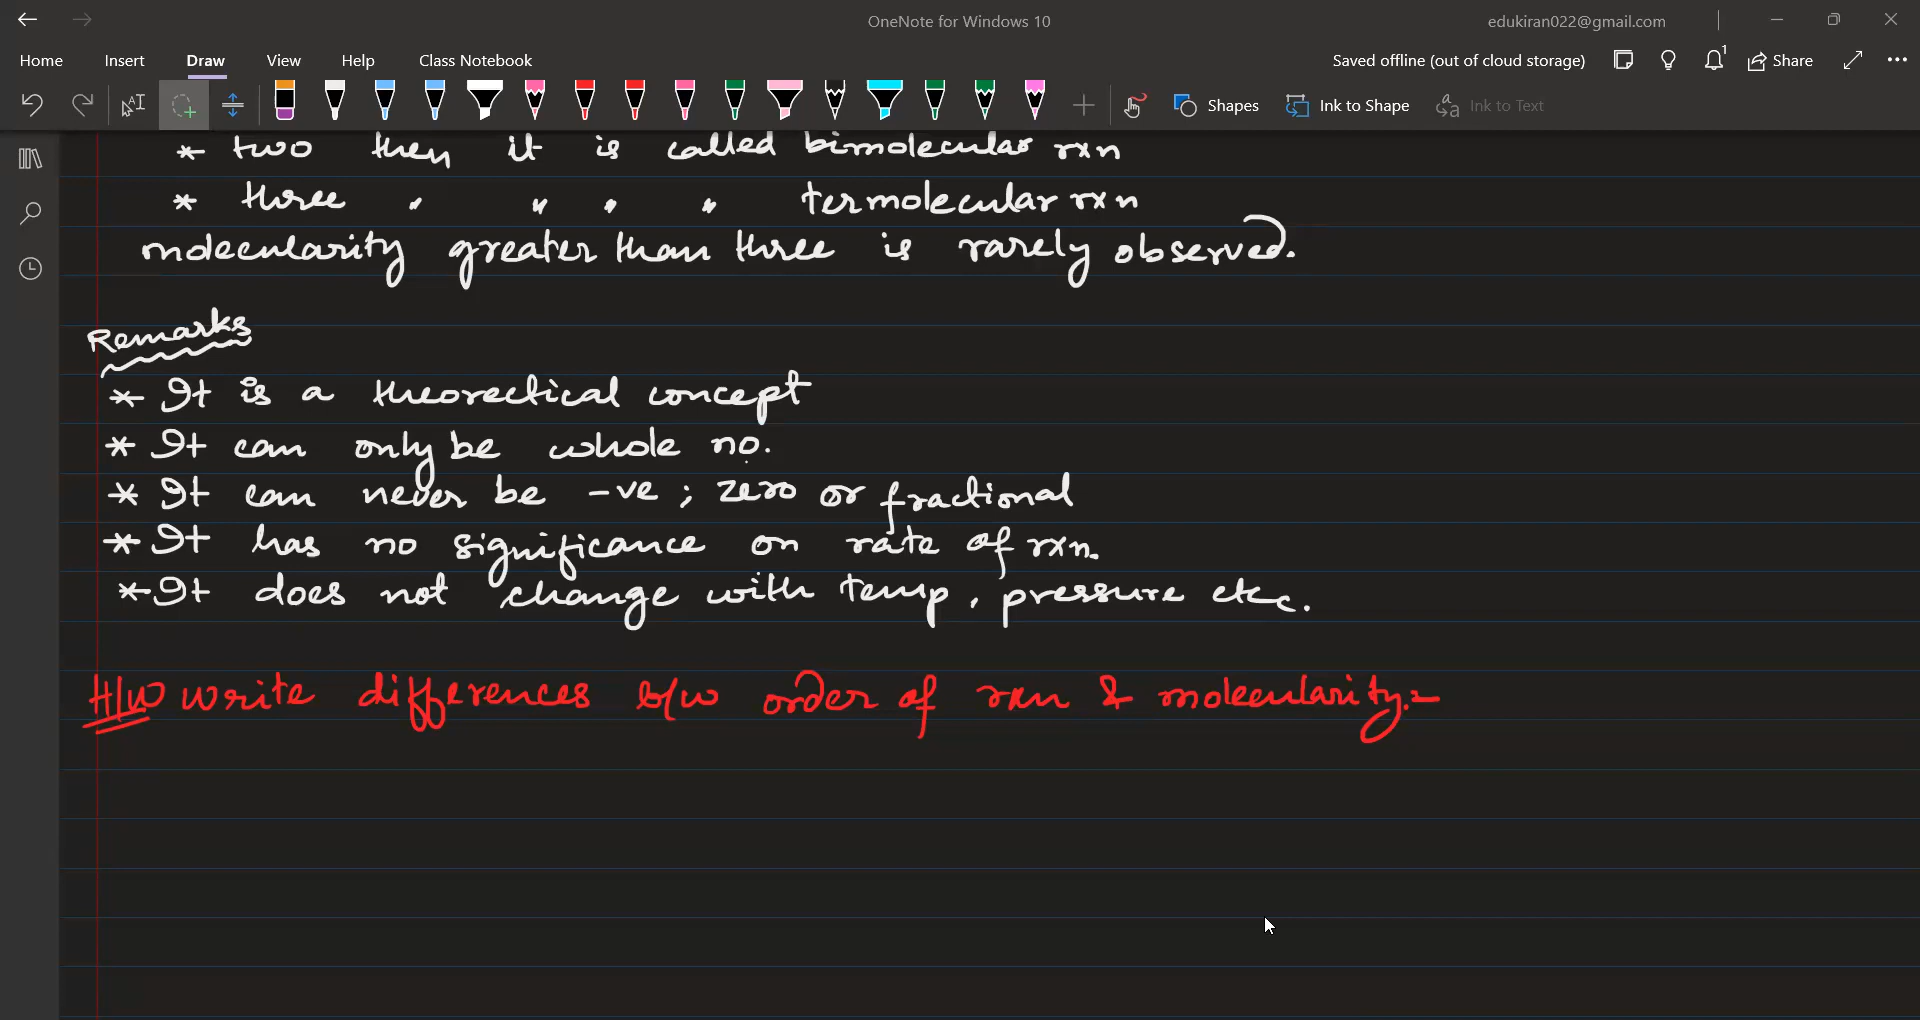 OneNote for Windows 10
edukiran022@gmail.com
Home Insert Draw View Help Class Notebook
Saved offline (out of cloud storage) 1 Share
Shapes Ink to Shape Ink to Text
* two then it is called bimolecular rxn
* three " " " " termolecular rxn
molecularity greater than three is rarely observed.
Remarks
* It is a theorectical concept
* It can only be whole no.
* It can never be -ve ; zero or fractional
* It has no significance on rate of rxn.
* It does not change with temp, pressure etc.
H/W write differences b/w order of rxn & molecularity:-